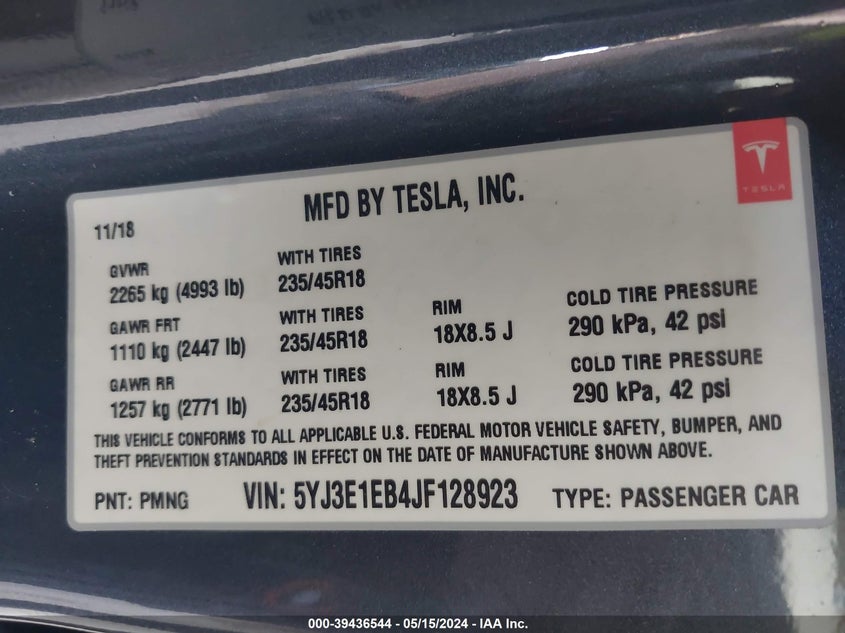 TESLA
MFD BY TESLA, INC.
11/18
GVWR WITH TIRES
2265 kg (4993 lb) 235/45R18
GAWR FRT WITH TIRES RIM COLD TIRE PRESSURE
1110 kg (2447 lb) 235/45R18 18X8.5 J 290 kPa, 42 psi
GAWR RR WITH TIRES RIM COLD TIRE PRESSURE
1257 kg (2771 lb) 235/45R18 18X8.5 J 290 kPa, 42 psi
THIS VEHICLE CONFORMS TO ALL APPLICABLE U.S. FEDERAL MOTOR VEHICLE SAFETY, BUMPER, AND
THEFT PREVENTION STANDARDS IN EFFECT ON THE DATE OF MANUFACTURE SHOWN ABOVE.
PNT: PMNG VIN: 5YJ3E1EB4JF128923 TYPE: PASSENGER CAR
000-39436544 - 05/15/2024 - IAA Inc.